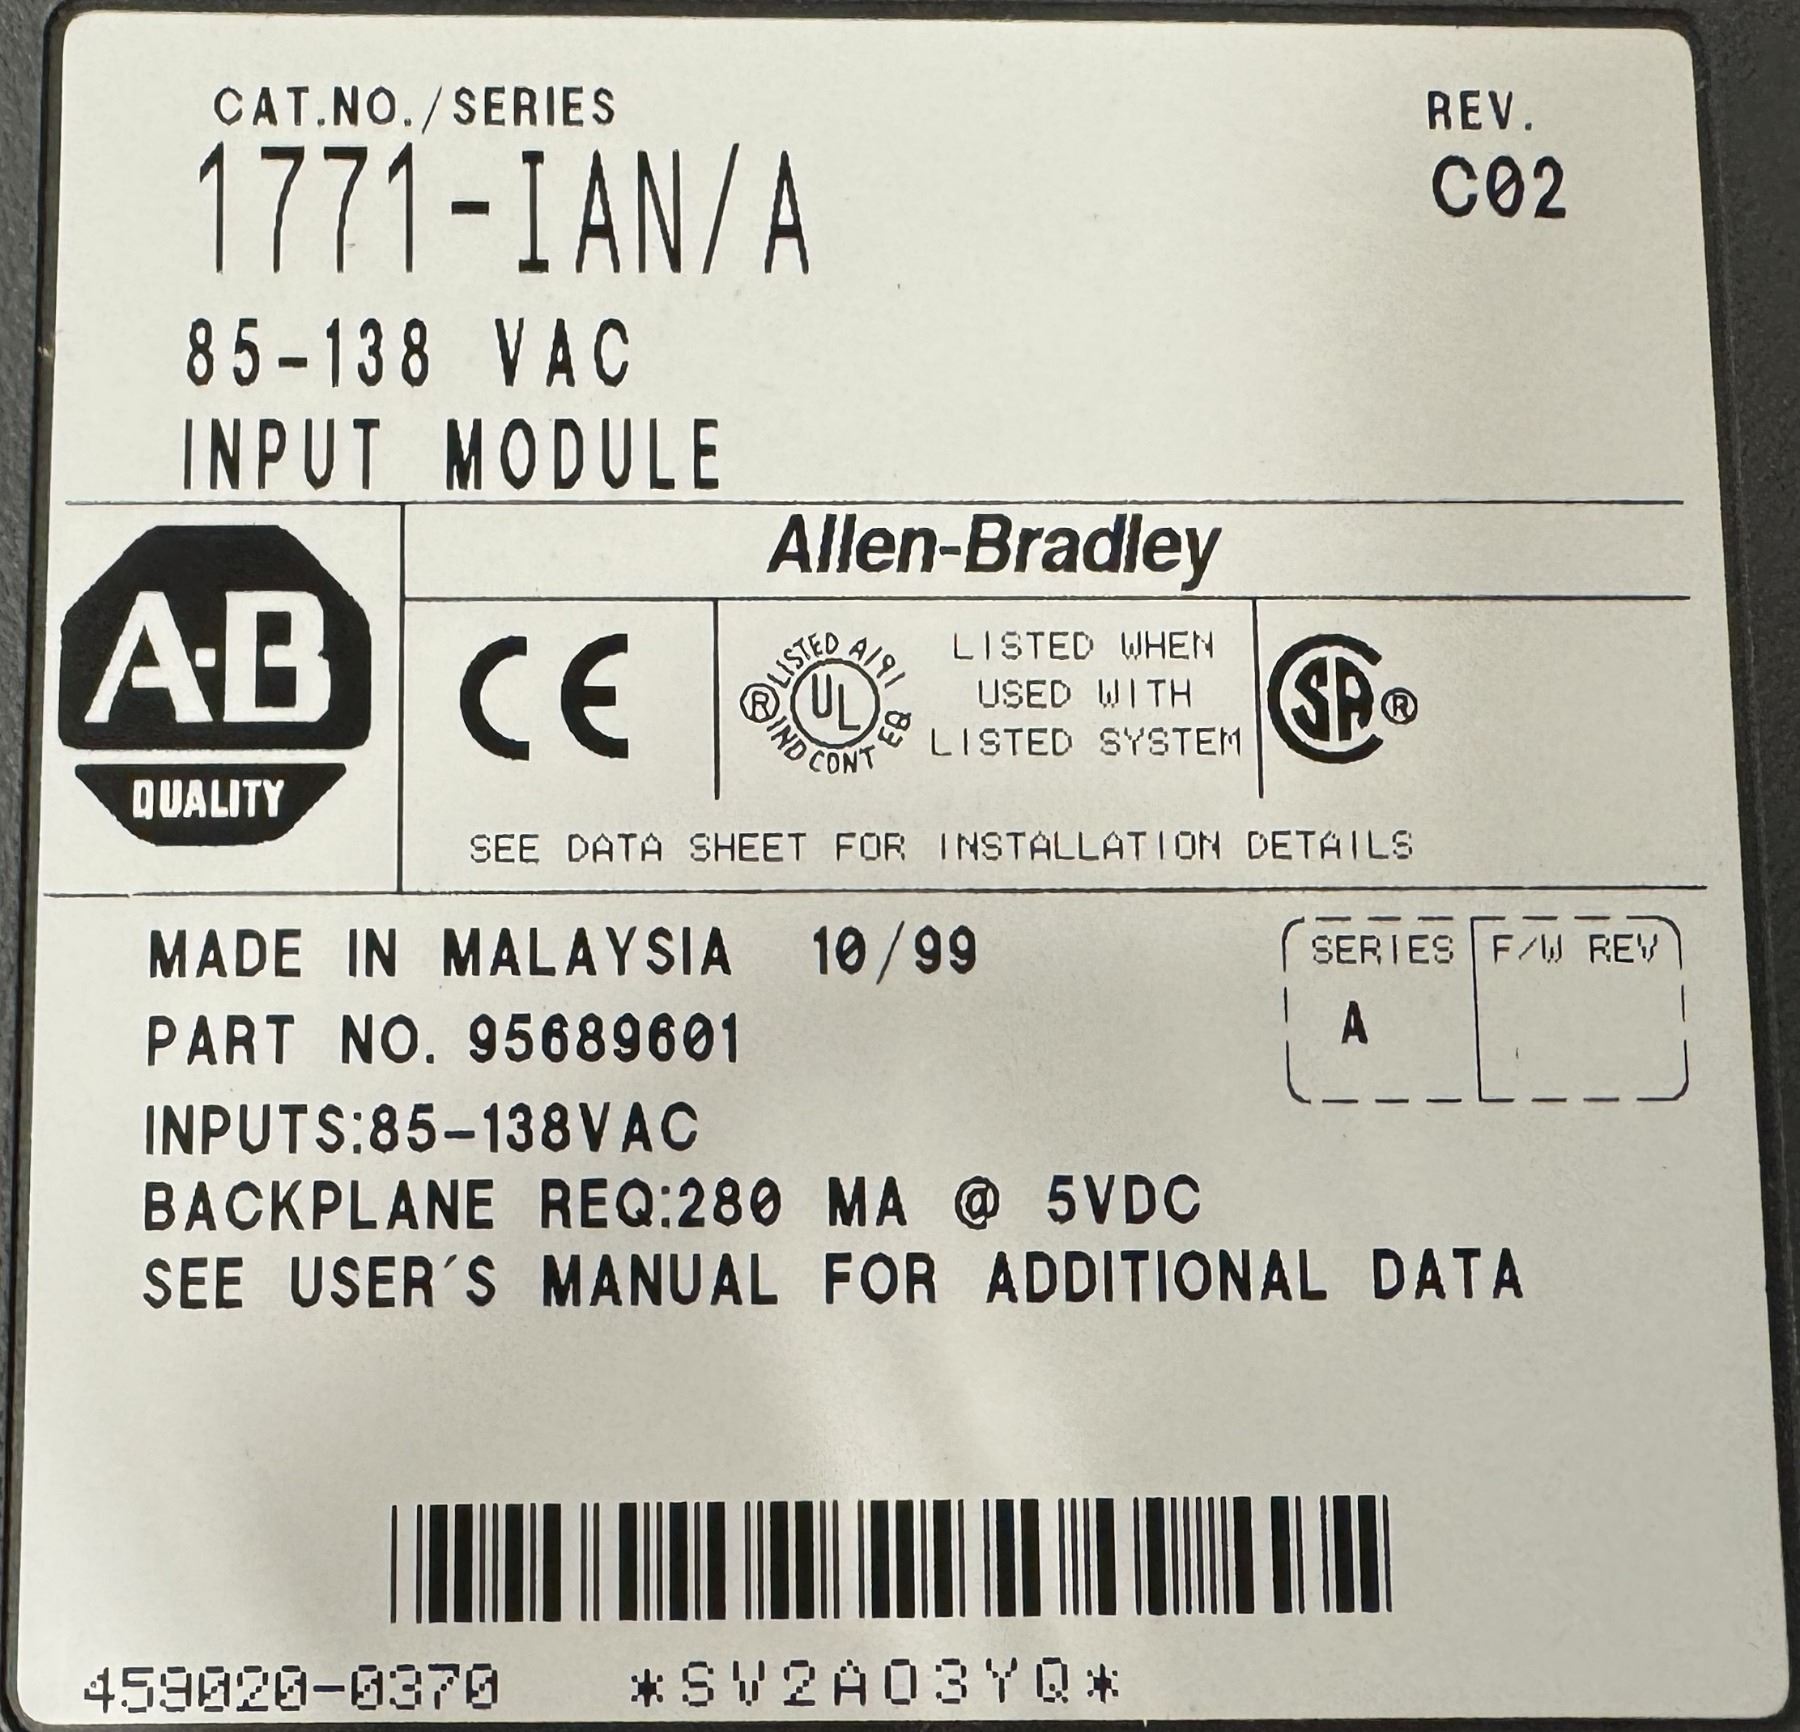 CAT.NO./SERIES
REV.
1771-IAN/A
C02
85-138 VAC
INPUT MODULE
A-B
QUALITY
Allen-Bradley
CE
LISTED A191
UL
IND CONT EQ
®
LISTED WHEN
USED WITH
LISTED SYSTEM
SA ®
SEE DATA SHEET FOR INSTALLATION DETAILS
MADE IN MALAYSIA 10/99
SERIES
F/W REV
A
PART NO. 95689601
INPUTS:85-138VAC
BACKPLANE REQ:280 MA @ 5VDC
SEE USER'S MANUAL FOR ADDITIONAL DATA
459020-0370
*SV2A03YQ*